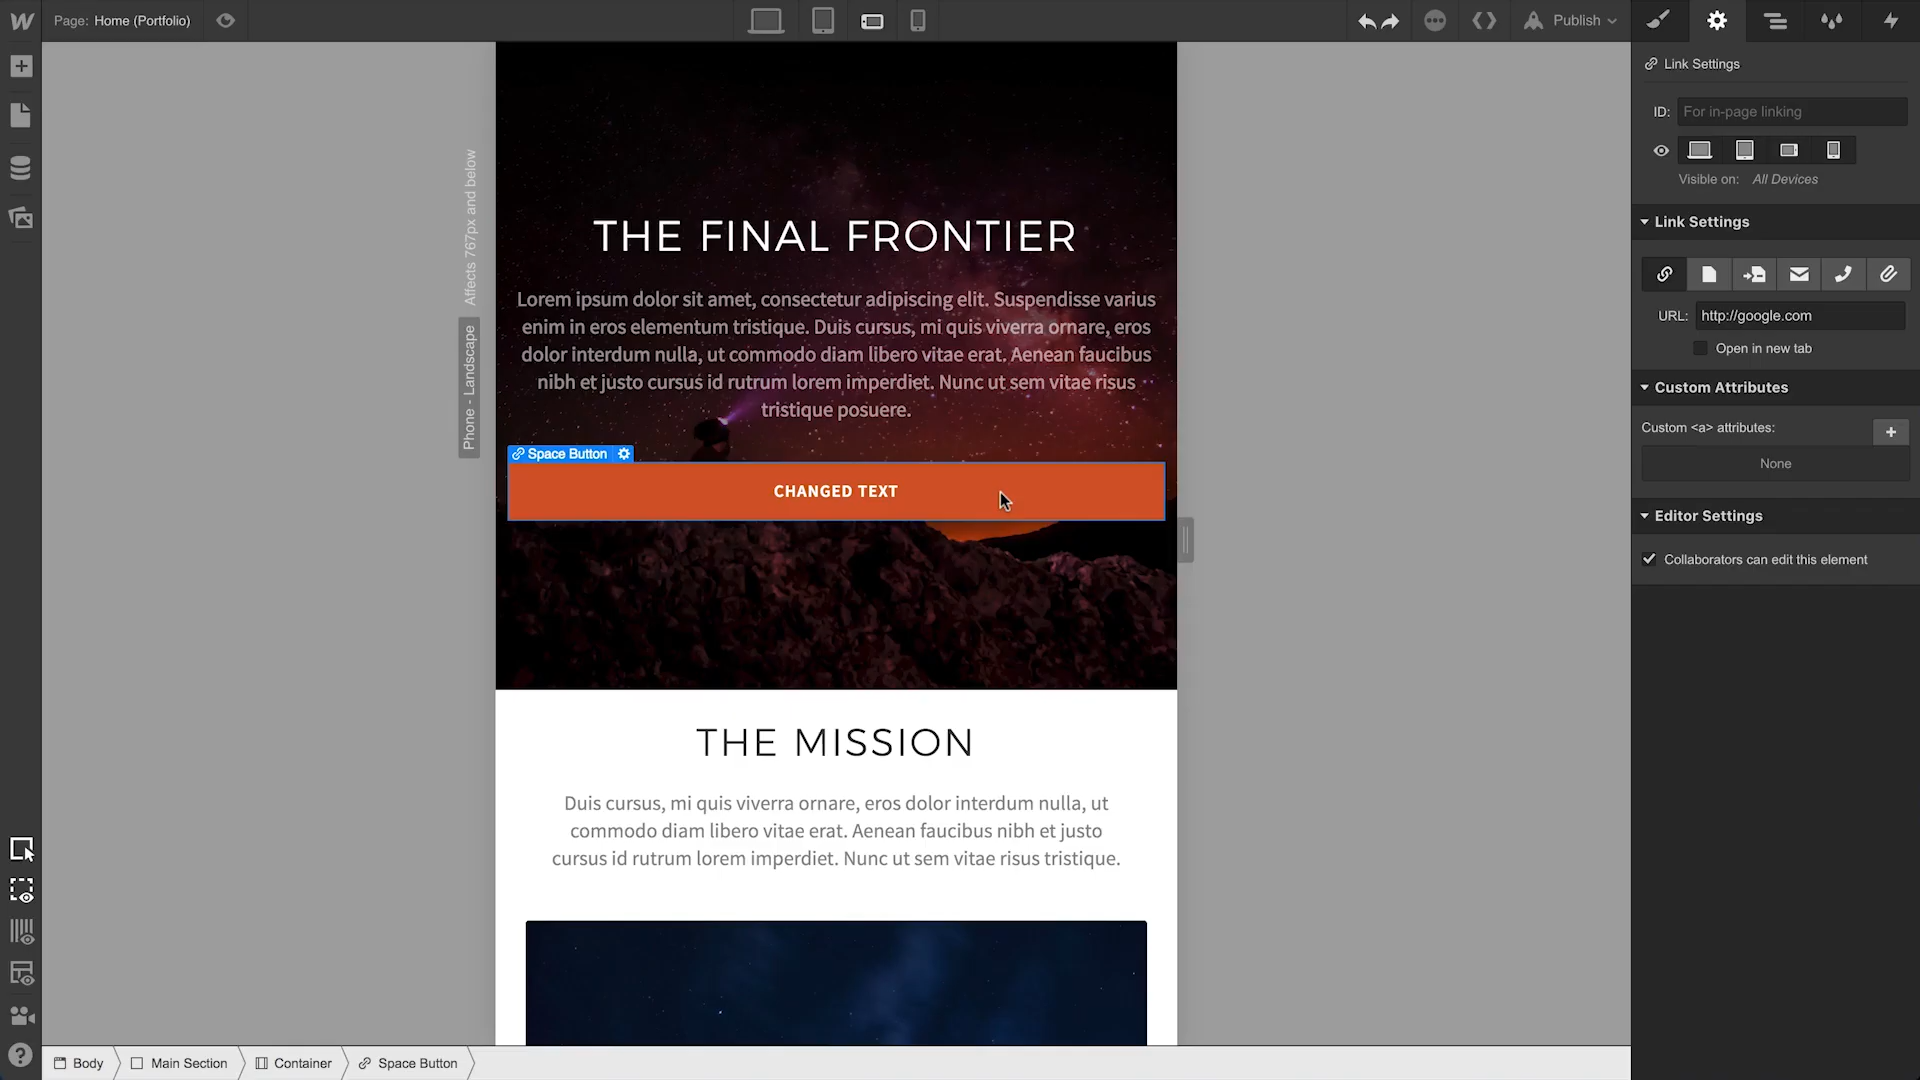 Page: Home (Portfolio)
Publish
Link Settings
ID: For in-page linking
Visible on: All Devices
Link Settings
URL: http://google.com
Open in new tab
Custom Attributes
Custom <a> attributes:
None
Editor Settings
Collaborators can edit this element
Phone - Landscape Affects 767px and below
THE FINAL FRONTIER
Lorem ipsum dolor sit amet, consectetur adipiscing elit. Suspendisse varius
enim in eros elementum tristique. Duis cursus, mi quis viverra ornare, eros
dolor interdum nulla, ut commodo diam libero vitae erat. Aenean faucibus
nibh et justo cursus id rutrum lorem imperdiet. Nunc ut sem vitae risus
tristique posuere.
Space Button
CHANGED TEXT
THE MISSION
Duis cursus, mi quis viverra ornare, eros dolor interdum nulla, ut
commodo diam libero vitae erat. Aenean faucibus nibh et justo
cursus id rutrum lorem imperdiet. Nunc ut sem vitae risus tristique.
Body Main Section Container Space Button